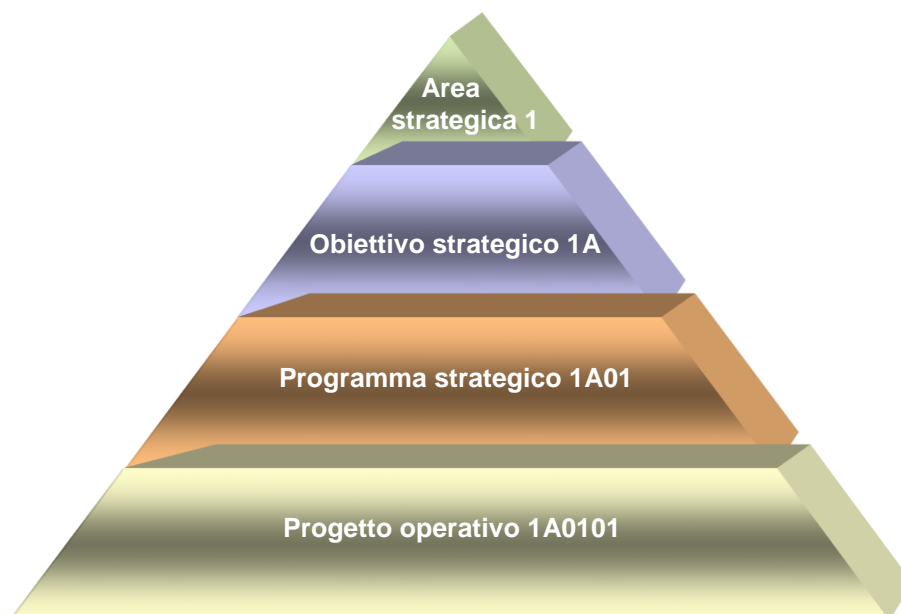 Area
strategica 1
Obiettivo strategico 1A
Programma strategico 1A01
Progetto operativo 1A0101